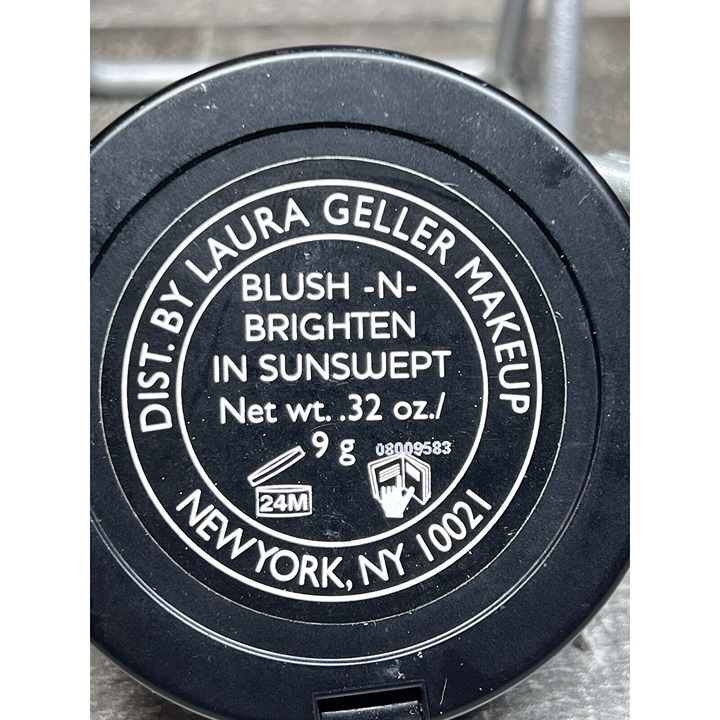 DIST. BY LAURA GELLER MAKEUP
BLUSH -N-
BRIGHTEN
IN SUNSWEPT
Net wt. .32 oz./
9 g
08009583
24M
NEW YORK, NY 10021